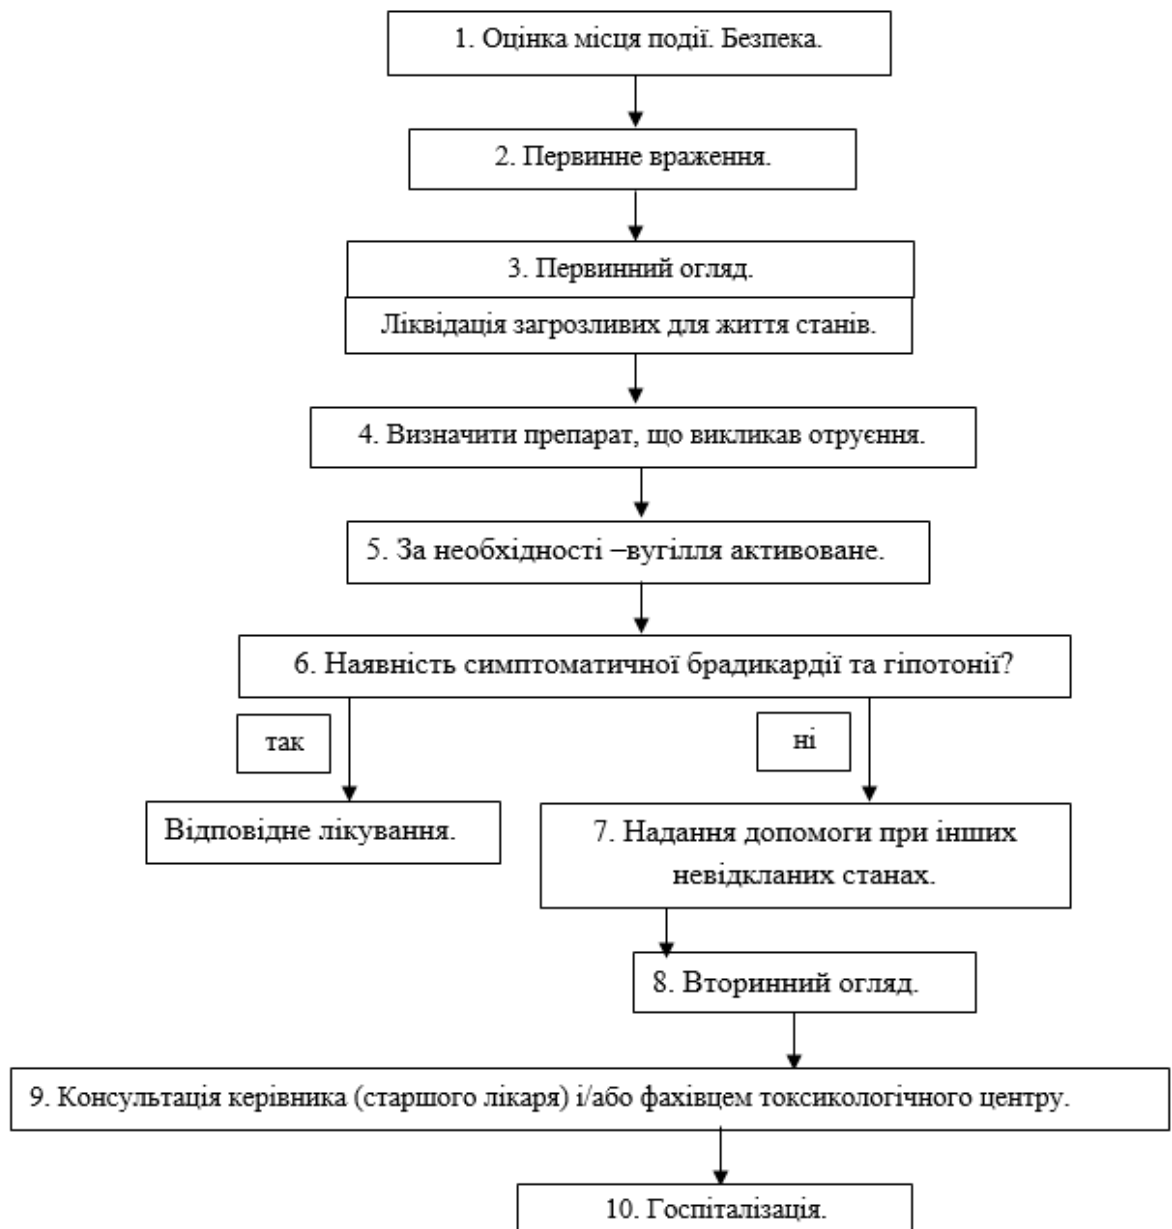 1. Оцінка місця події. Безпека.
2. Первинне враження.
3. Первинний огляд.
Ліквідація загрозливих для життя станів.
4. Визначити препарат, що викликав отруєння.
5. За необхідності –вугілля активоване.
6. Наявність симптоматичної брадикардії та гіпотонії?
так
ні
Відповідне лікування.
7. Надання допомоги при інших
невідкланих станах.
8. Вторинний огляд.
9. Консультація керівника (старшого лікаря) і/або фахівцем токсикологічного центру.
10. Госпіталізація.